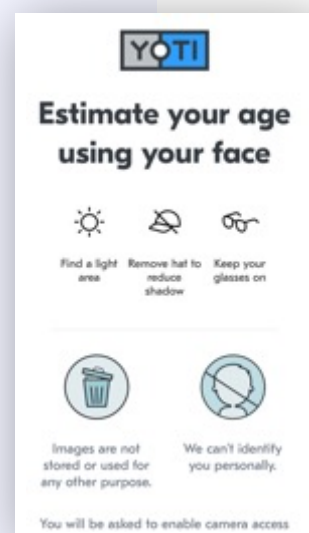 YOTI
Estimate your age
using your face
Find a light
area
Remove hat to
reduce
shadow
Keep your
glasses on
Images are not
stored or used for
any other purpose.
We can't identify
you personally.
You will be asked to enable camera access